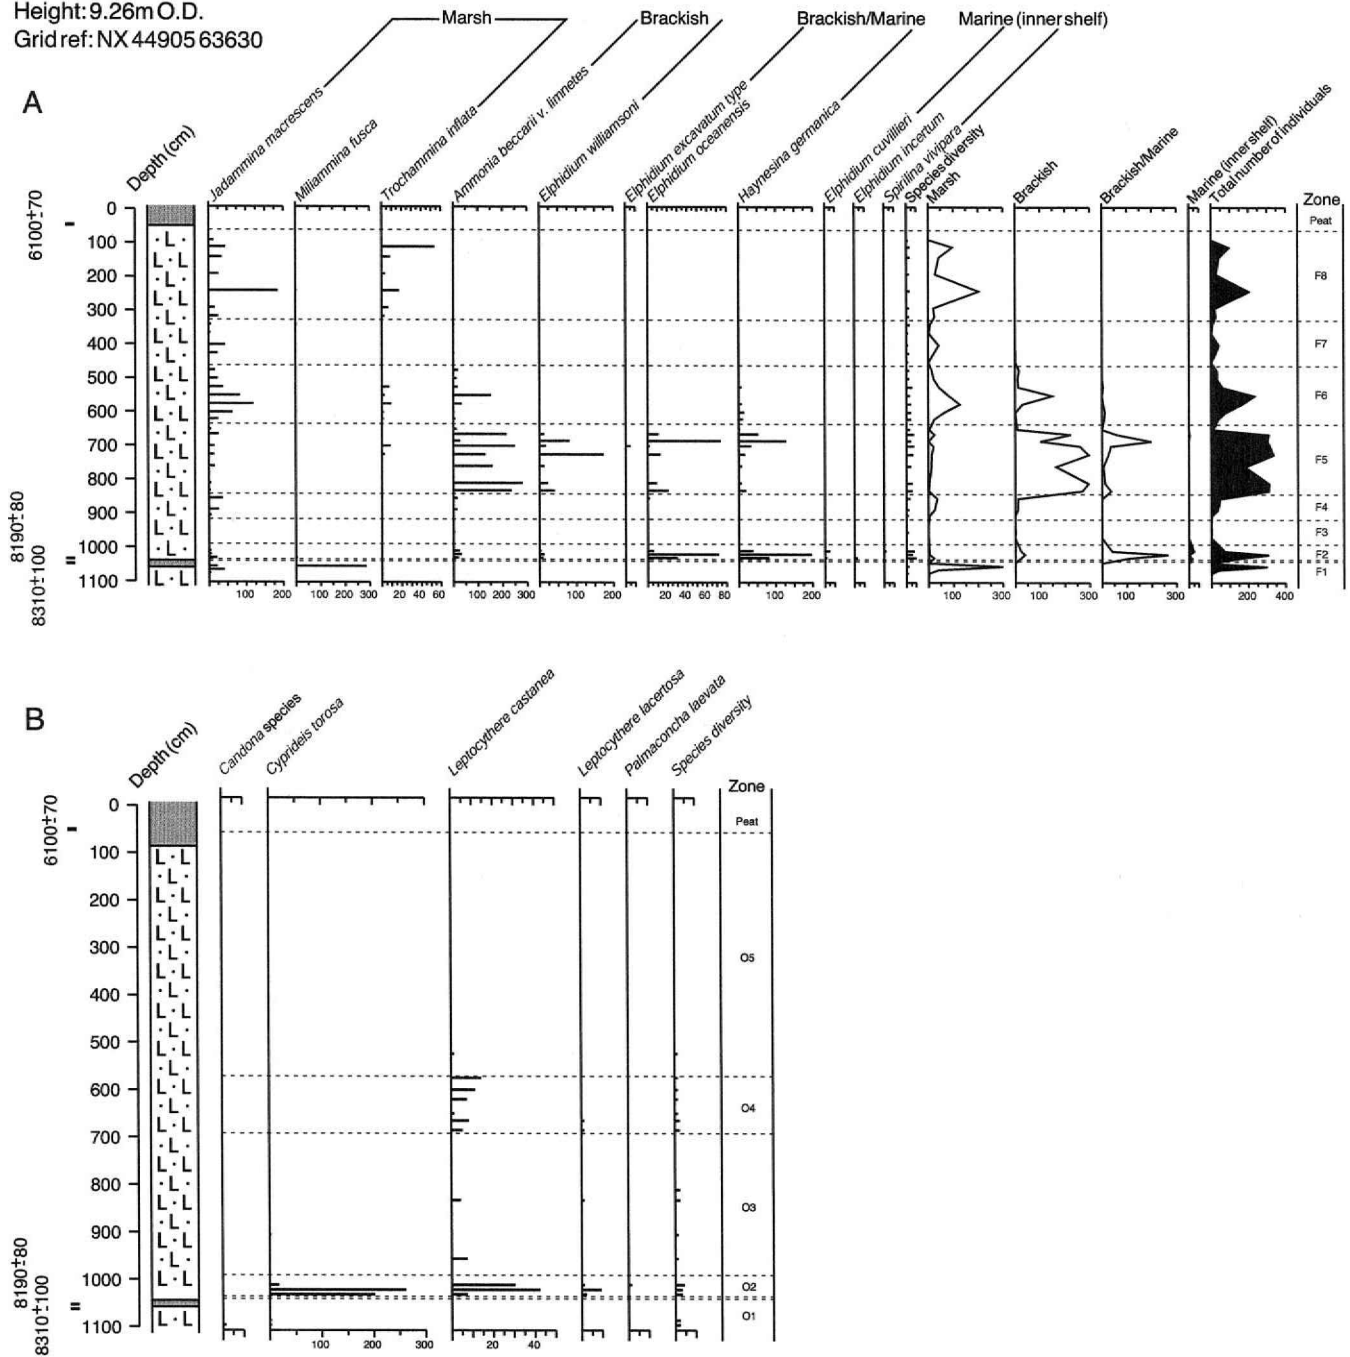 Height: 9.26m O.D.
Grid ref: NX 44905 63630
Marsh
Brackish
Brackish/Marine
Marine (inner shelf)
A
Depth (cm)
Jadammina macrescens
Miliammina fusca
Trochammina inflata
Ammonia beccarii v. limnetes
Elphidium williamsoni
Elphidium excavatum type
Elphidium oceanensis
Haynesina germanica
Elphidium cuvillieri
Elphidium incertum
Spirilina vivipara
Species diversity
Marsh
Brackish
Brackish/Marine
Marine (inner shelf)
Total number of individuals
Zone
6100±70
8190±80
8310±100
0
100
200
300
400
500
600
700
800
900
1000
1100
L
Peat
F8
F7
F6
F5
F4
F3
F2
F1
100 200
100 200 300
20 40 60
100 200 300
100 200
20 40 60 80
100 200
100 300
100 300
100 300
200 400
B
Depth (cm)
Candona species
Cyprideis torosa
Leptocythere castanea
Leptocythere lacertosa
Palmaconcha laevata
Species diversity
Zone
6100±70
8190±80
8310±100
0
100
200
300
400
500
600
700
800
900
1000
1100
L
Peat
O5
O4
O3
O2
O1
100 200 300
20 40